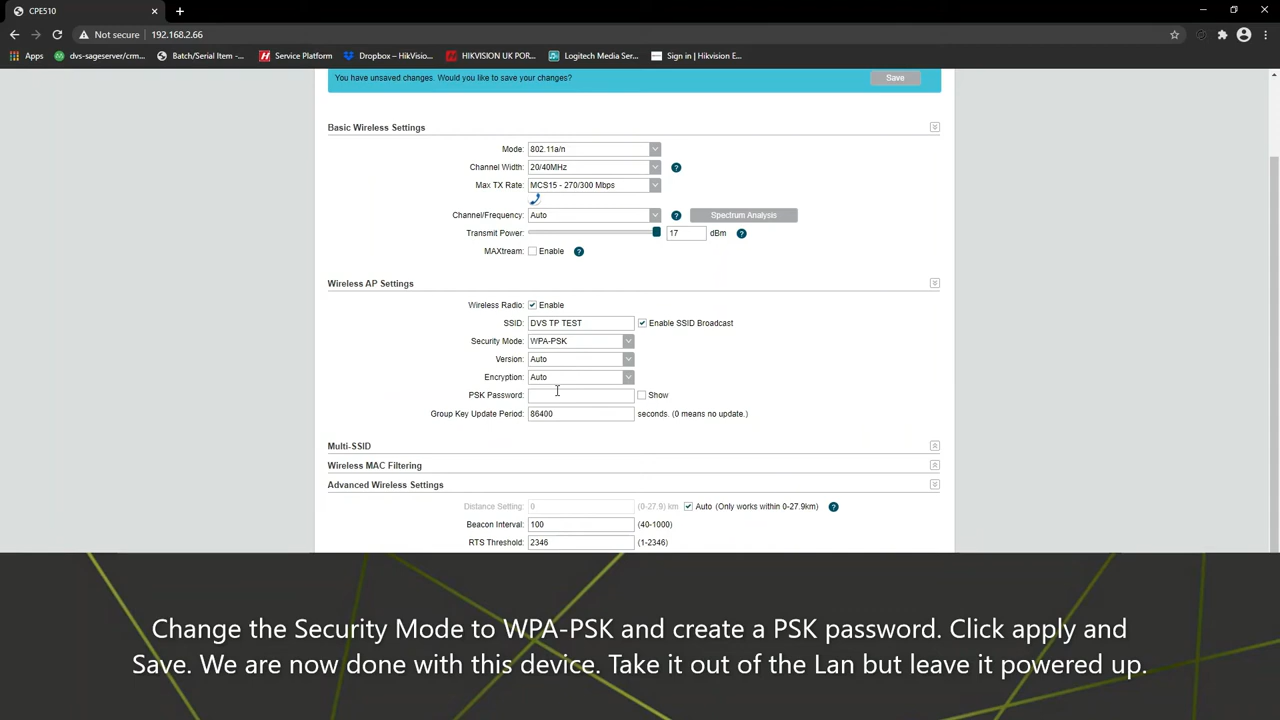 CPE510
Not secure | 192.168.2.66
Apps dvs-sageserver/crm... Batch/Serial Item -... Service Platform Dropbox – HikVisio... HIKVISION UK POR... Logitech Media Ser... Sign in | Hikvision E...
You have unsaved changes. Would you like to save your changes? Save
Basic Wireless Settings
Mode: 802.11a/n
Channel Width: 20/40MHz ?
Max TX Rate: MCS15 - 270/300 Mbps
Channel/Frequency: Auto ? Spectrum Analysis
Transmit Power: 17 dBm ?
MAXtream: Enable ?
Wireless AP Settings
Wireless Radio: Enable
SSID: DVS TP TEST Enable SSID Broadcast
Security Mode: WPA-PSK
Version: Auto
Encryption: Auto
PSK Password: Show
Group Key Update Period: 86400 seconds. (0 means no update.)
Multi-SSID
Wireless MAC Filtering
Advanced Wireless Settings
Distance Setting: 0 (0-27.9) km Auto (Only works within 0-27.9km) ?
Beacon Interval: 100 (40-1000)
RTS Threshold: 2346 (1-2346)
Change the Security Mode to WPA-PSK and create a PSK password. Click apply and
Save. We are now done with this device. Take it out of the Lan but leave it powered up.